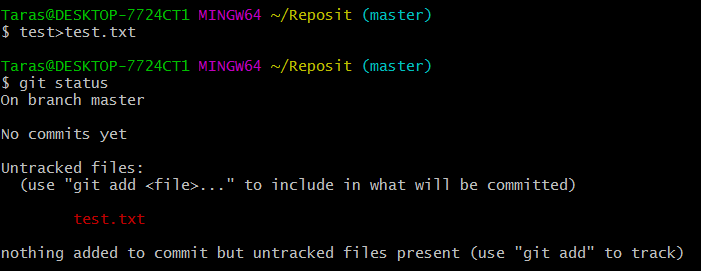 Taras@DESKTOP-7724CT1 MINGW64 ~/Reposit (master)
$ test>test.txt
Taras@DESKTOP-7724CT1 MINGW64 ~/Reposit (master)
$ git status
On branch master
No commits yet
Untracked files:
(use "git add <file>..." to include in what will be committed)
test.txt
nothing added to commit but untracked files present (use "git add" to track)